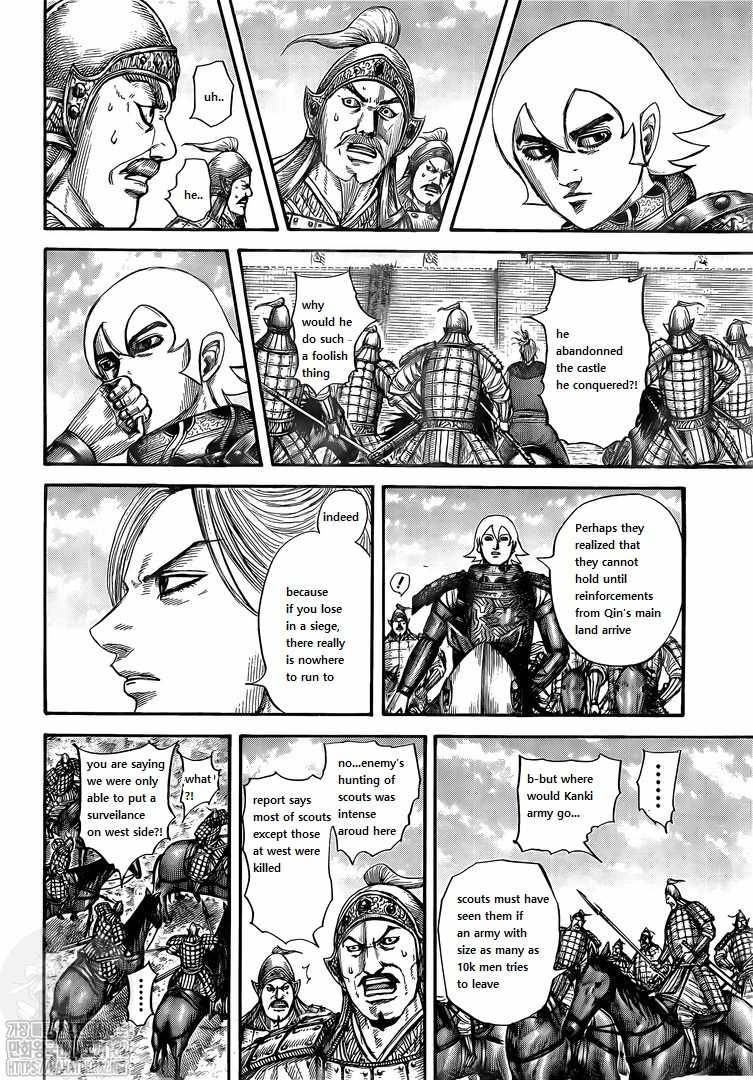 uh..
he..
he
abandonned
the castle
he conquered?!
why
would he
do such
a foolish
thing
Perhaps they
realized that
they cannot
hold until
reinforcements
from Qin's main
land arrive
!
indeed
because
if you lose
in a siege,
there really
is nowhere
to run to
.....
b-but where
would Kanki
army go...
scouts must have
seen them if
an army with
size as many as
10k men tries
to leave
no...enemy's
hunting of
scouts was
intense
aroud here
report says
most of scouts
except those
at west were
killed
what
?!
you are saying
we were only
able to put a
surveilance
on west side?!
.....